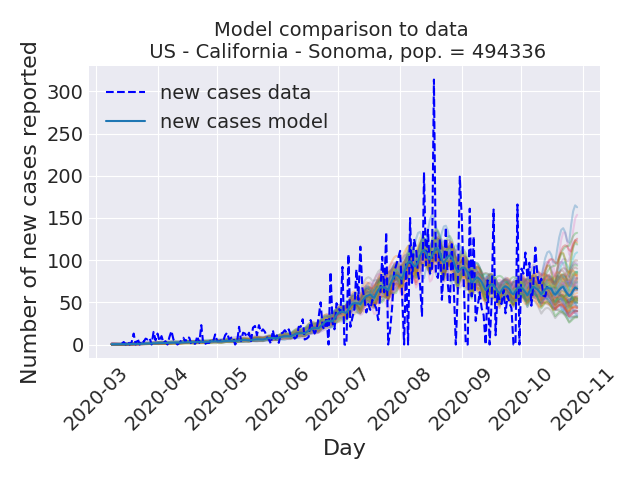 Model comparison to data
US - California - Sonoma, pop. = 494336
Number of new cases reported
new cases data
new cases model
300
250
200
150
100
50
0
2020-03
2020-04
2020-05
2020-06
2020-07
2020-08
2020-09
2020-10
2020-11
Day